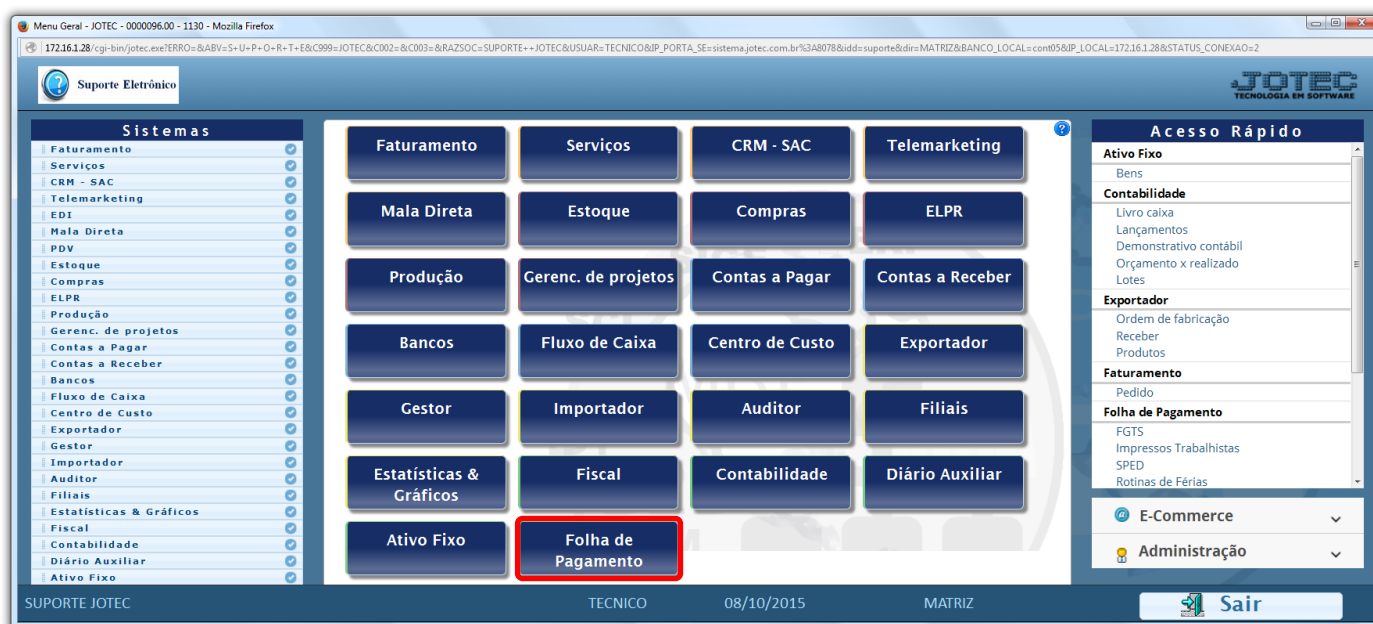 Menu Geral - JOTEC - 0000096.00 - 1130 - Mozilla Firefox
172.16.1.28/cgi-bin/jotec.exe?ERRO=&ABV=S+U+P+O+R+T+E&C999=JOTEC&C002=&C003=&RAZSOC=SUPORTE++JOTEC&USUAR=TECNICO&IP_PORTA_SE=sistema.jotec.com.br%3A8078&idd=suporte&dir=MATRIZ&BANCO_LOCAL=cont05&IP_LOCAL=172.16.1.28&STATUS_CONEXAO=2
Suporte Eletrônico
JOTEC
TECNOLOGIA EM SOFTWARE
Sistemas
Faturamento
Serviços
CRM - SAC
Telemarketing
EDI
Mala Direta
PDV
Estoque
Compras
ELPR
Produção
Gerenc. de projetos
Contas a Pagar
Contas a Receber
Bancos
Fluxo de Caixa
Centro de Custo
Exportador
Gestor
Importador
Auditor
Filiais
Estatísticas & Gráficos
Fiscal
Contabilidade
Diário Auxiliar
Ativo Fixo
Faturamento
Serviços
CRM - SAC
Telemarketing
Mala Direta
Estoque
Compras
ELPR
Produção
Gerenc. de projetos
Contas a Pagar
Contas a Receber
Bancos
Fluxo de Caixa
Centro de Custo
Exportador
Gestor
Importador
Auditor
Filiais
Estatísticas &
Gráficos
Fiscal
Contabilidade
Diário Auxiliar
Ativo Fixo
Folha de
Pagamento
Acesso Rápido
Ativo Fixo
Bens
Contabilidade
Livro caixa
Lançamentos
Demonstrativo contábil
Orçamento x realizado
Lotes
Exportador
Ordem de fabricação
Receber
Produtos
Faturamento
Pedido
Folha de Pagamento
FGTS
Impressos Trabalhistas
SPED
Rotinas de Férias
E-Commerce
Administração
SUPORTE JOTEC
TECNICO
08/10/2015
MATRIZ
Sair